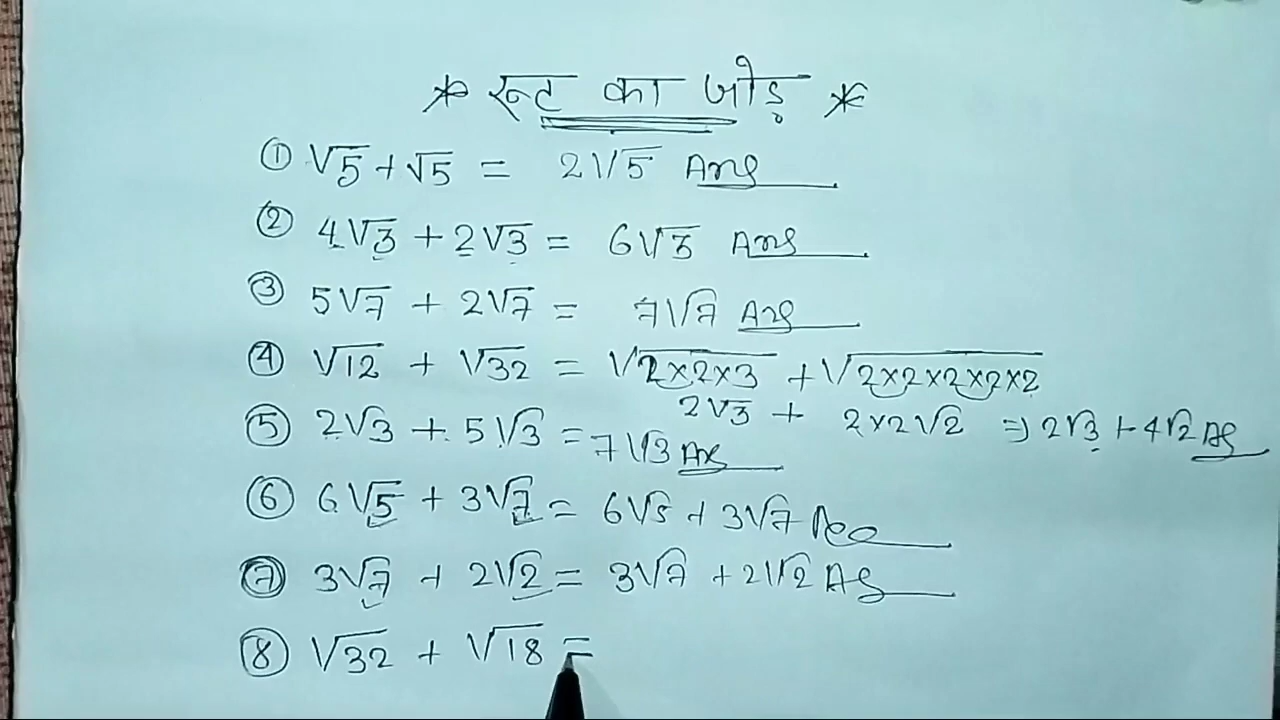 * रूट का जोड़ *
① √5 + √5 = 2√5 Ans
② 4√3 + 2√3 = 6√3 Ans
③ 5√7 + 2√7 = 7√7 Ans
④ √12 + √32 = √2×2×3 + √2×2×2×2×2
2√3 + 2×2√2 ⇒ 2√3 + 4√2 As
⑤ 2√3 + 5√3 = 7√3 Ans
⑥ 6√5 + 3√7 = 6√5 + 3√7
⑦ 3√7 + 2√2 = 3√7 + 2√2 As
⑧ √32 + √18 =